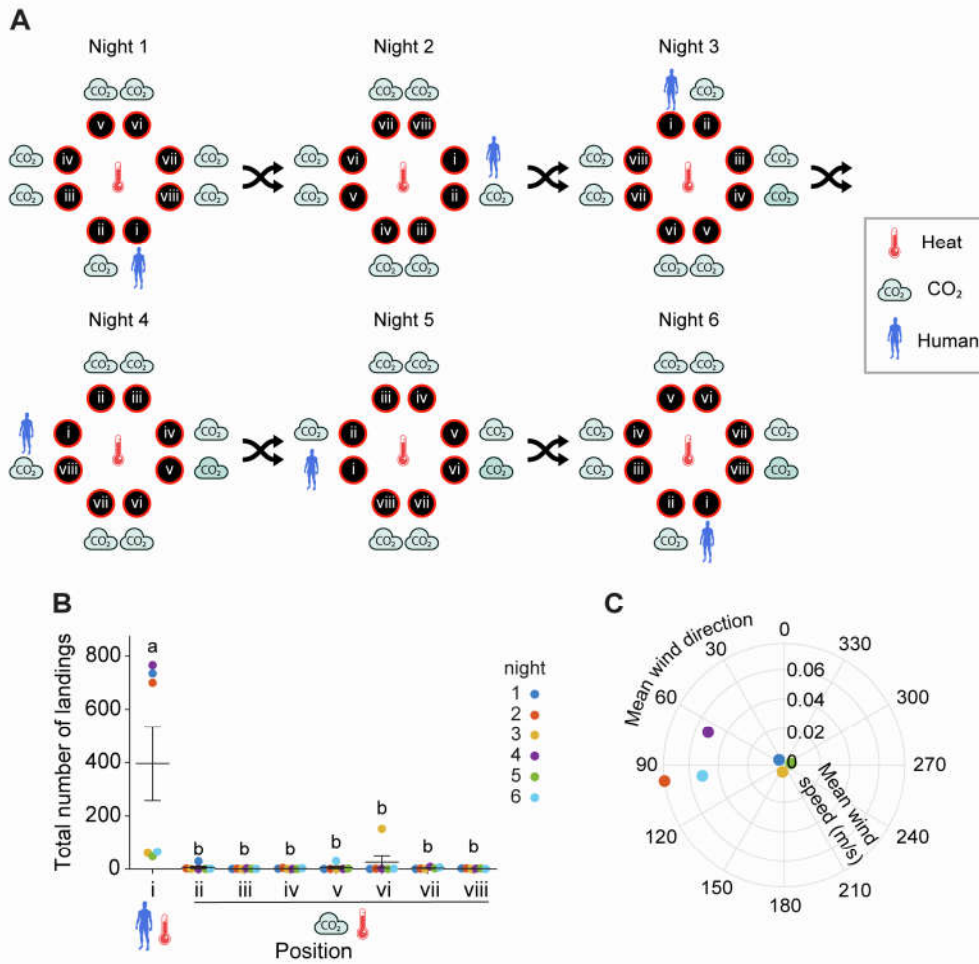 A
Night 1 Night 2 Night 3
CO₂ CO₂ CO₂ CO₂ CO₂
v vi vii viii i ii
CO₂ iv vii CO₂ CO₂ vi i CO₂ viii iii CO₂
CO₂ iii viii CO₂ CO₂ v ii CO₂ CO₂ vii iv CO₂
ii i iv iii vi v
CO₂ CO₂ CO₂ CO₂ CO₂
Heat
CO₂ CO₂
Human
Night 4 Night 5 Night 6
CO₂ CO₂ CO₂ CO₂ CO₂ CO₂
ii iii iii iv v vi
i iv CO₂ CO₂ ii v CO₂ CO₂ iv vii CO₂
CO₂ viii v CO₂ i vi CO₂ CO₂ iii viii CO₂
vii vi viii vii ii i
CO₂ CO₂ CO₂ CO₂ CO₂
B
Total number of landings
800
600
400
200
0
a b b b b b b b
i ii iii iv v vi vii viii
CO₂
Position
night
1
2
3
4
5
6
C
Mean wind direction
0
30 330
60 300
90 270
120 240
150 210
180
0.06
0.04
0.02
0
Mean wind
speed (m/s)